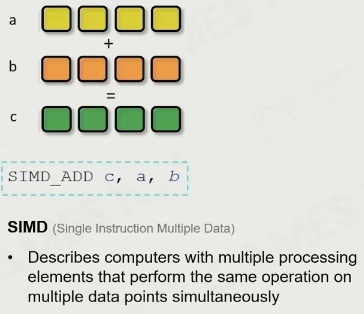 a
+
b
=
c
SIMD_ADD c, a, b
SIMD (Single Instruction Multiple Data)
• Describes computers with multiple processing
elements that perform the same operation on
multiple data points simultaneously